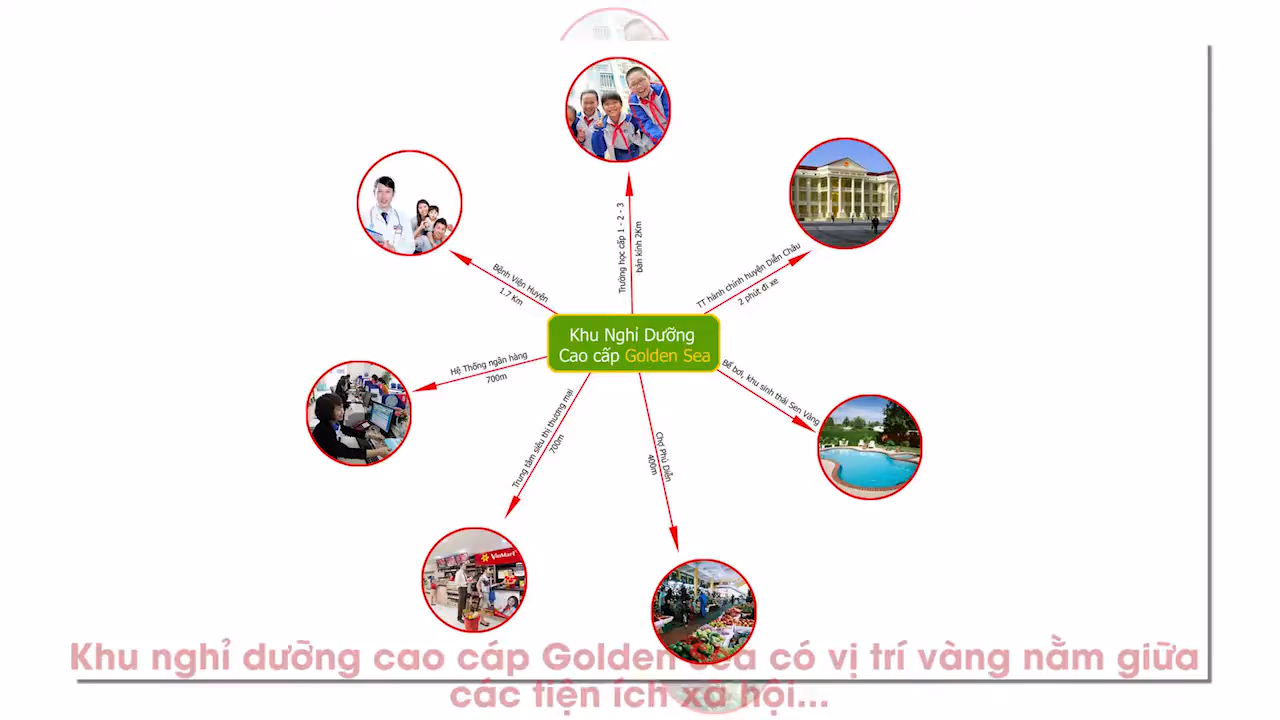 Trường học cấp 1 - 2 - 3
bán kính 2Km
TT hành chính huyện Diễn Châu
2 phút đi xe
Bệnh Viện Huyện
1.7 Km
Khu Nghỉ Dưỡng
Cao cấp Golden Sea
Hệ Thống ngân hàng
700m
Bể bơi, khu sinh thái Sen Vàng
Trung tâm siêu thị thương mại
700m
Chợ Phủ Diễn
400m
VinMart
Khu nghỉ dưỡng cao cáp Golden Sea có vị trí vàng nằm giữa
các tiện ích xã hội...